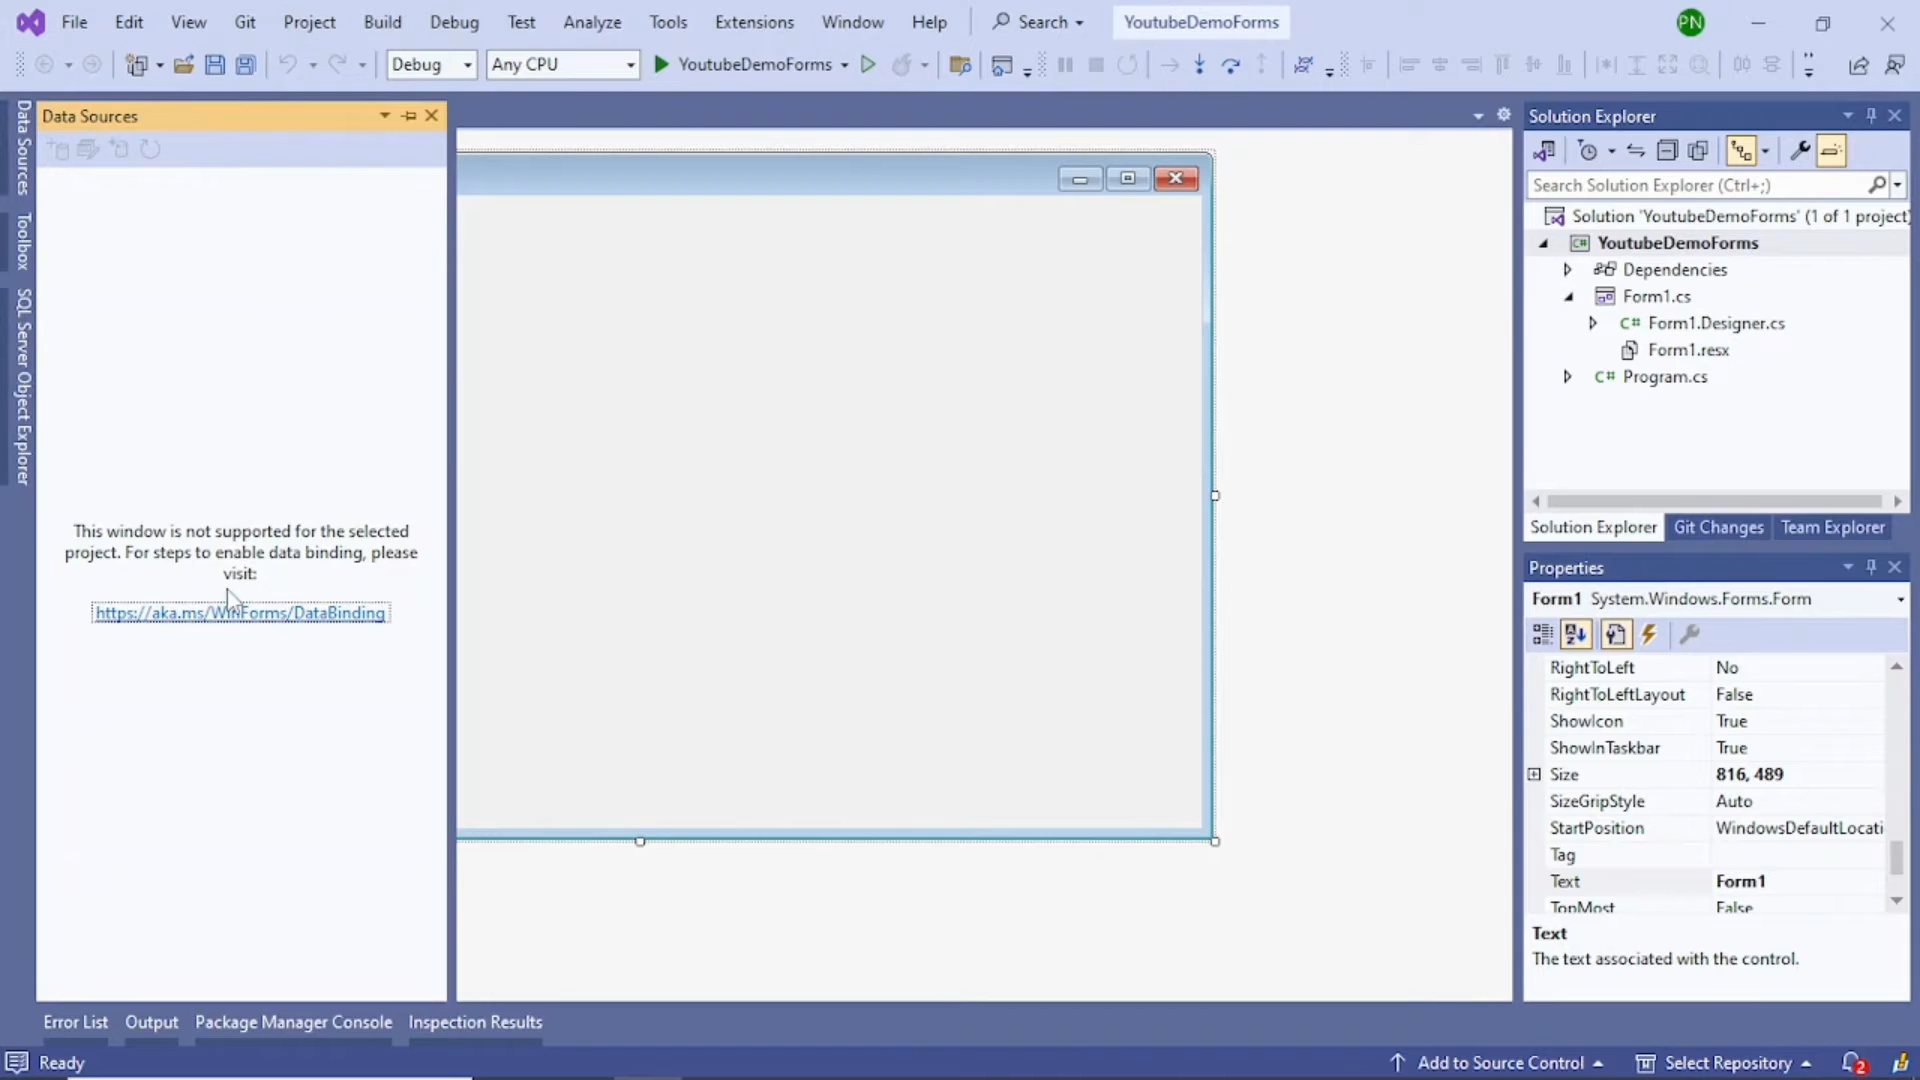 File Edit View Git Project Build Debug Test Analyze Tools Extensions Window Help Search YoutubeDemoForms PN
Debug Any CPU YoutubeDemoForms
Data Sources
Toolbox
SQL Server Object Explorer
Data Sources
This window is not supported for the selected
project. For steps to enable data binding, please
visit:
https://aka.ms/WinForms/DataBinding
Solution Explorer
Search Solution Explorer (Ctrl+;)
Solution 'YoutubeDemoForms' (1 of 1 project)
C# YoutubeDemoForms
Dependencies
Form1.cs
C# Form1.Designer.cs
Form1.resx
C# Program.cs
Solution Explorer Git Changes Team Explorer
Properties
Form1 System.Windows.Forms.Form
RightToLeft No
RightToLeftLayout False
ShowIcon True
ShowInTaskbar True
Size 816, 489
SizeGripStyle Auto
StartPosition WindowsDefaultLocati
Tag
Text Form1
TopMost False
Text
The text associated with the control.
Error List Output Package Manager Console Inspection Results
Ready Add to Source Control Select Repository 2